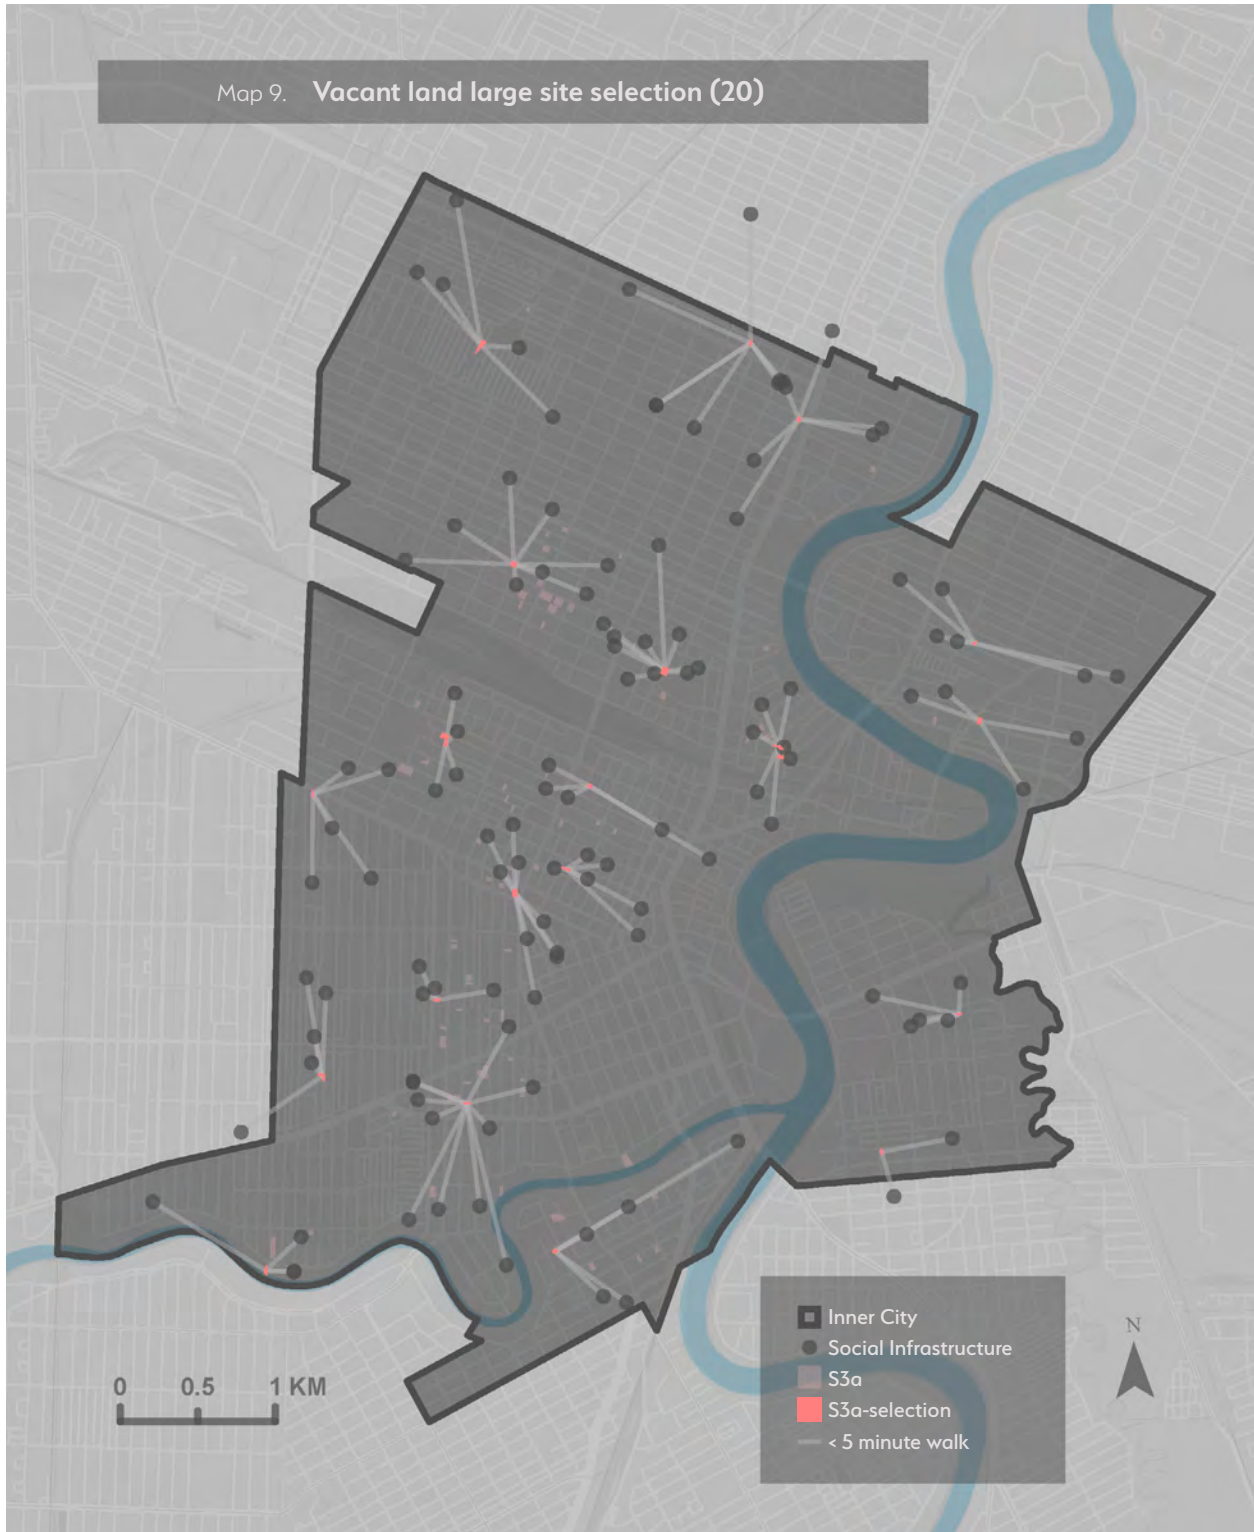 Map 9. Vacant land large site selection (20)
Inner City
Social Infrastructure
S3a
S3a-selection
< 5 minute walk
N
0 0.5 1 KM